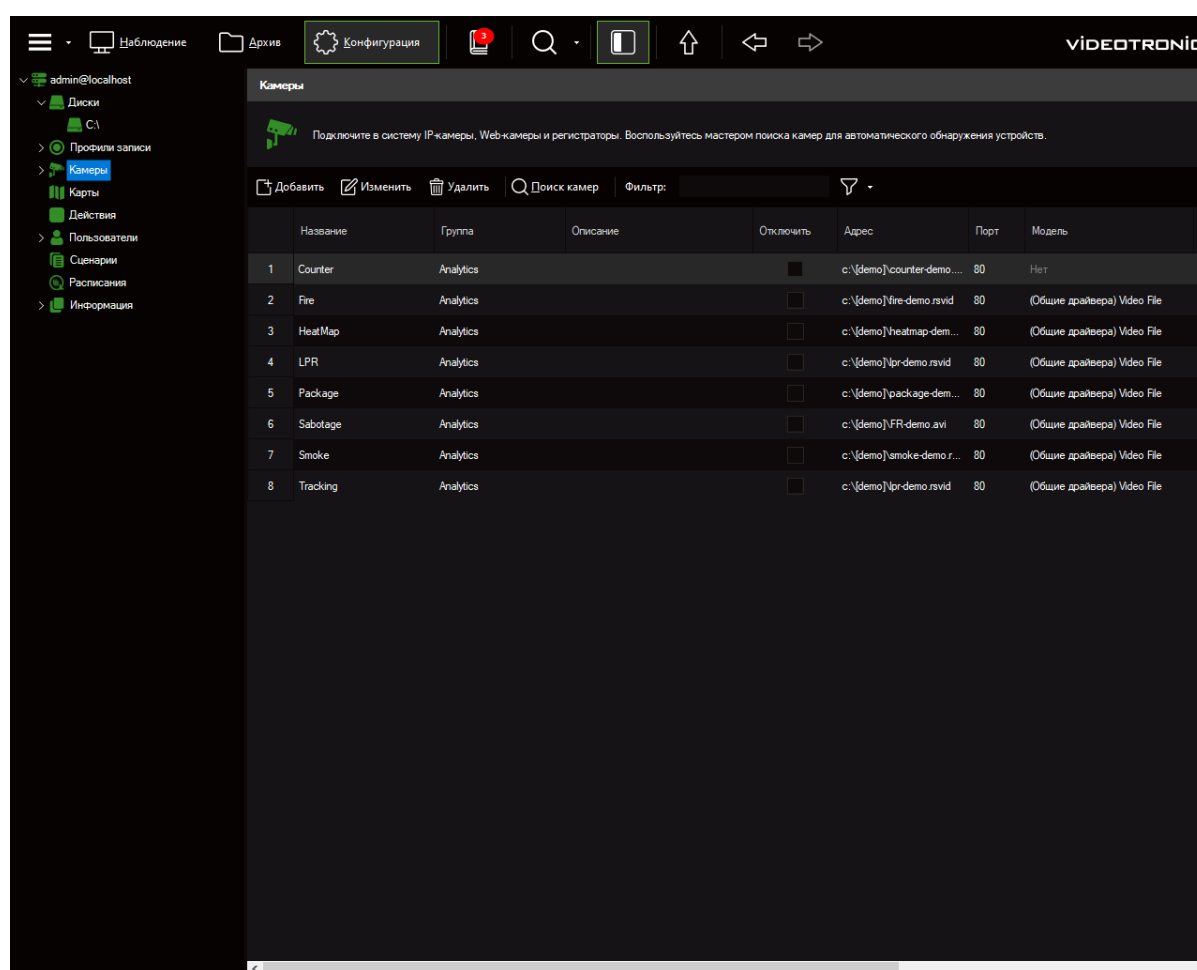 Наблюдение Архив Конфигурация 3 VIDEOTRONIC
admin@localhost
Диски
C:\
Профили записи
Камеры
Карты
Действия
Пользователи
Сценарии
Расписания
Информация
Камеры
Подключите в систему IP-камеры, Web-камеры и регистраторы. Воспользуйтесь мастером поиска камер для автоматического обнаружения устройств.
Добавить Изменить Удалить Поиск камер Фильтр:
Название Группа Описание Отключить Адрес Порт Модель
1 Counter Analytics c:\[demo]\counter-demo.... 80 Нет
2 Fire Analytics c:\[demo]\fire-demo.rsvid 80 (Общие драйвера) Video File
3 HeatMap Analytics c:\[demo]\heatmap-dem... 80 (Общие драйвера) Video File
4 LPR Analytics c:\[demo]\lpr-demo.rsvid 80 (Общие драйвера) Video File
5 Package Analytics c:\[demo]\package-dem... 80 (Общие драйвера) Video File
6 Sabotage Analytics c:\[demo]\FR-demo.avi 80 (Общие драйвера) Video File
7 Smoke Analytics c:\[demo]\smoke-demo.r... 80 (Общие драйвера) Video File
8 Tracking Analytics c:\[demo]\lpr-demo.rsvid 80 (Общие драйвера) Video File